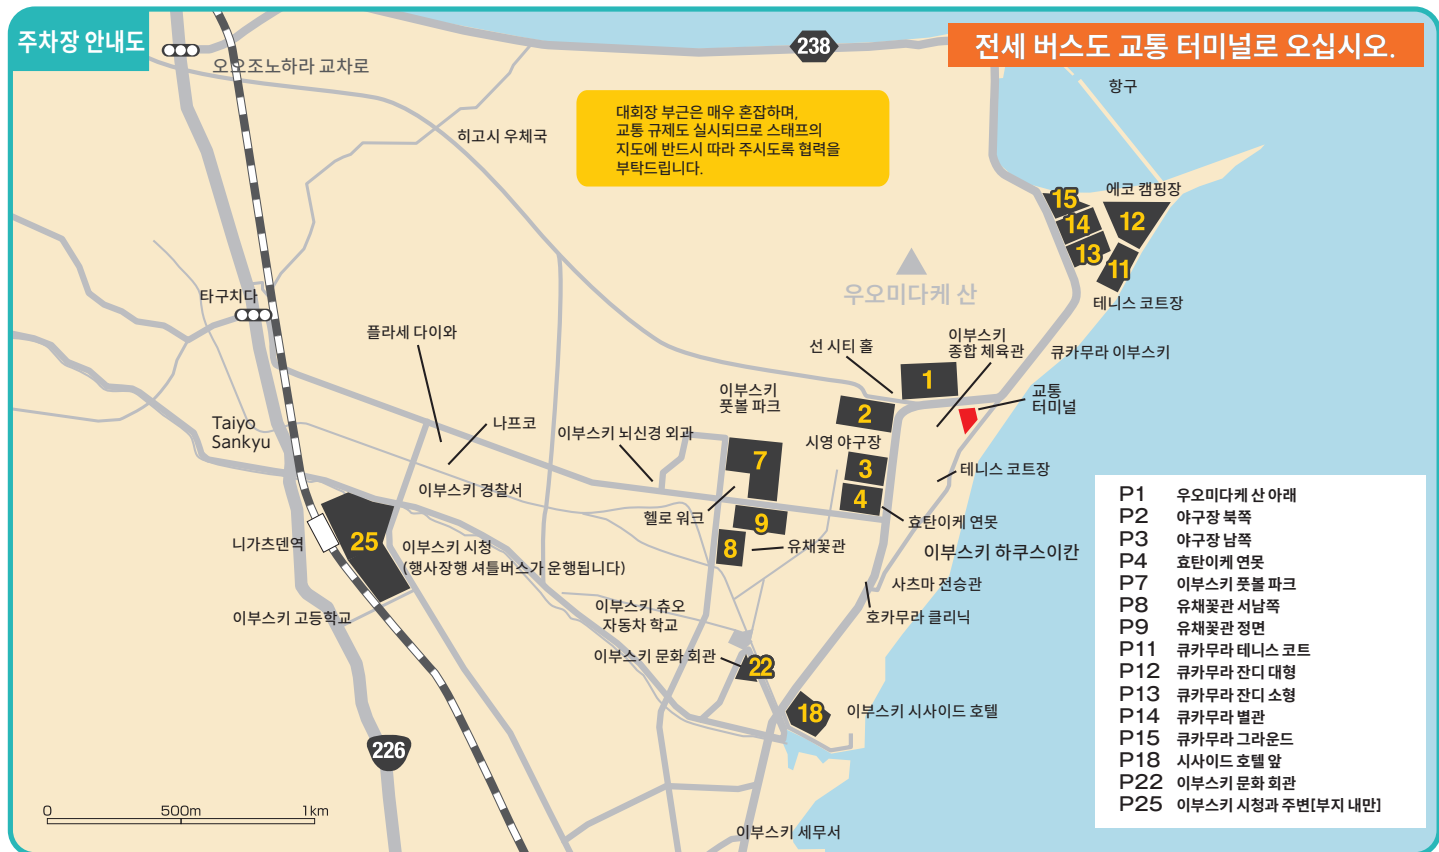 주차장 안내도
전세 버스도 교통 터미널로 오십시오.
238
오오조노하라 교차로
항구
대회장 부근은 매우 혼잡하며,
교통 규제도 실시되므로 스태프의
지도에 반드시 따라 주시도록 협력을
부탁드립니다.
히고시 우체국
에코 캠핑장
15
14
13
12
11
우오미다케 산
테니스 코트장
타구치다
플라세 다이와
선 시티 홀
이부스키
종합 체육관
큐카무라 이부스키
1
이부스키
풋볼 파크
교통
터미널
2
Taiyo
Sankyu
나프코
이부스키 뇌신경 외과
시영 야구장
7
3
테니스 코트장
이부스키 경찰서
4
헬로 워크
9
효탄이케 연못
니가츠덴역
25
이부스키 시청
(행사장행 셔틀버스가 운행됩니다)
8
유채꽃관
이부스키 하쿠스이칸
사츠마 전승관
이부스키 고등학교
이부스키 츄오
자동차 학교
호카무라 클리닉
이부스키 문화 회관
22
18
이부스키 시사이드 호텔
226
0
500m
1km
이부스키 세무서
P1 우오미다케 산 아래
P2 야구장 북쪽
P3 야구장 남쪽
P4 효탄이케 연못
P7 이부스키 풋볼 파크
P8 유채꽃관 서남쪽
P9 유채꽃관 정면
P11 큐카무라 테니스 코트
P12 큐카무라 잔디 대형
P13 큐카무라 잔디 소형
P14 큐카무라 별관
P15 큐카무라 그라운드
P18 시사이드 호텔 앞
P22 이부스키 문화 회관
P25 이부스키 시청과 주변[부지 내만]